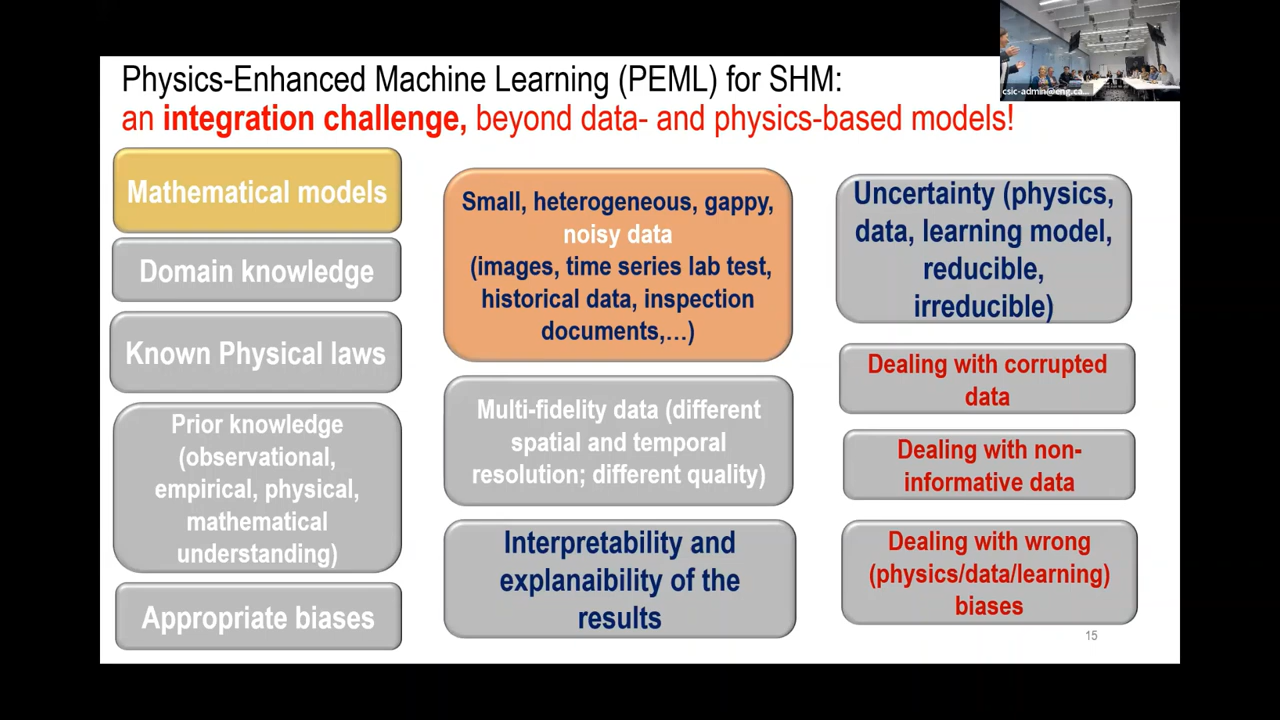 Physics-Enhanced Machine Learning (PEML) for SHM:
an integration challenge, beyond data- and physics-based models!
csic-admin@eng.ca...
Mathematical models
Domain knowledge
Known Physical laws
Prior knowledge
(observational,
empirical, physical,
mathematical
understanding)
Appropriate biases
Small, heterogeneous, gappy,
noisy data
(images, time series lab test,
historical data, inspection
documents,...)
Multi-fidelity data (different
spatial and temporal
resolution; different quality)
Interpretability and
explanaibility of the
results
Uncertainty (physics,
data, learning model,
reducible,
irreducible)
Dealing with corrupted
data
Dealing with non-
informative data
Dealing with wrong
(physics/data/learning)
biases
15